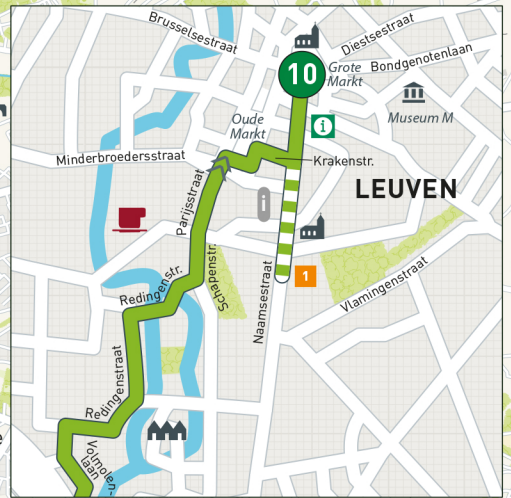 Brusselsestraat
Diestsestraat
Bondgenotenlaan
10
Grote
Markt
Museum M
Oude
Markt
i
Minderbroedersstraat
Krakenstr.
LEUVEN
Parijsstraat
i
Redingenstr.
Schapenstr.
Naamsestraat
1
Vlamingenstraat
Redingenstraat
Volmolen-
laan